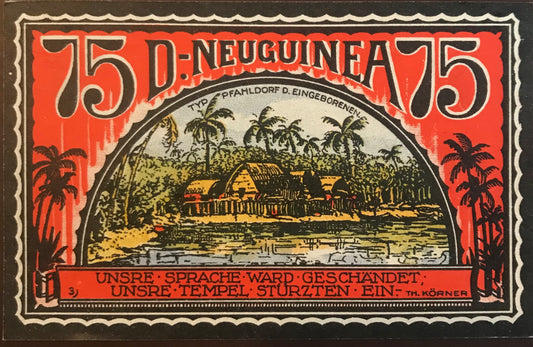 75 D.-NEUGUINEA 75
TYP. PFAHLDORF D. EINGEBORENEN.
UNSRE · SPRACHE · WARD · GESCHÄNDET,·
3) UNSRE · TEMPEL · STÜRZTEN · EIN.- TH. KÖRNER